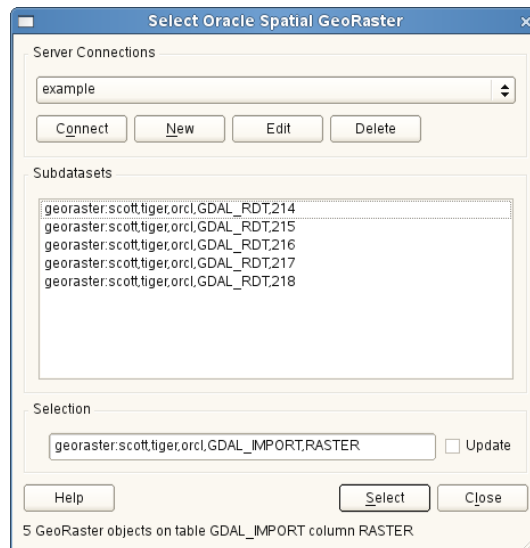 Select Oracle Spatial GeoRaster
Server Connections
example
Connect New Edit Delete
Subdatasets
georaster:scott,tiger,orcl,GDAL_RDT,214
georaster:scott,tiger,orcl,GDAL_RDT,215
georaster:scott,tiger,orcl,GDAL_RDT,216
georaster:scott,tiger,orcl,GDAL_RDT,217
georaster:scott,tiger,orcl,GDAL_RDT,218
Selection
georaster:scott,tiger,orcl,GDAL_IMPORT,RASTER Update
Help Select Close
5 GeoRaster objects on table GDAL_IMPORT column RASTER